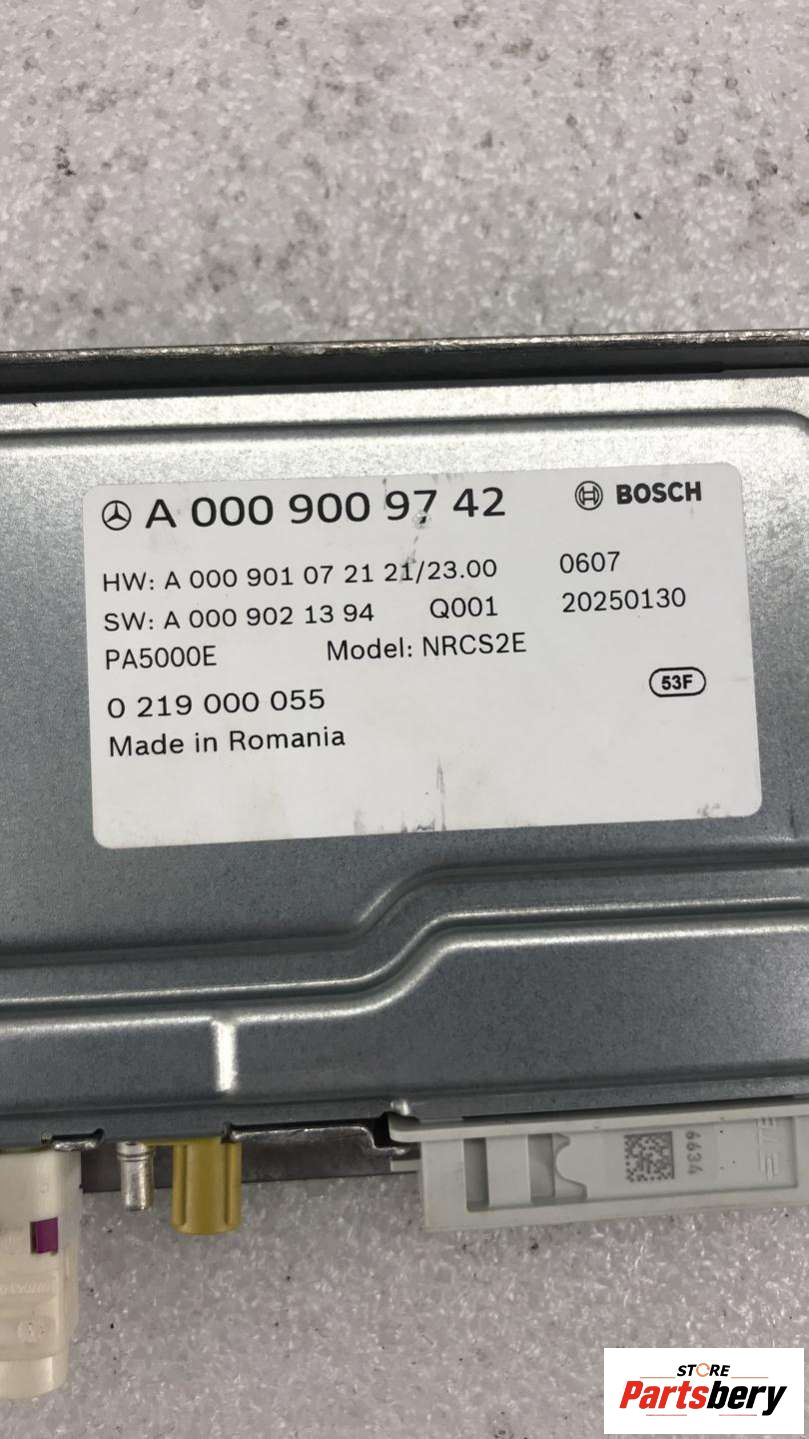 A 000 900 97 42
BOSCH
HW: A 000 901 07 21 21/23.00 0607
SW: A 000 902 13 94 Q001 20250130
PA5000E Model: NRCS2E
0 219 000 055
53F
Made in Romania
6634
STORE
Partsbery